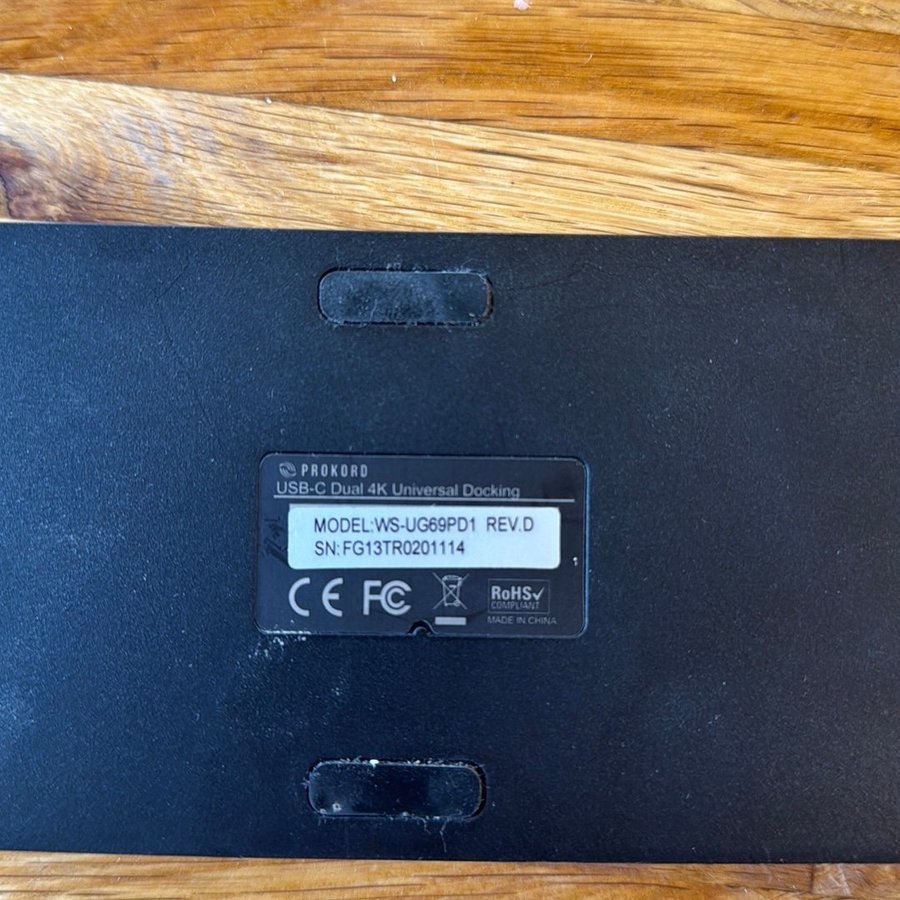 PROKORD
USB-C Dual 4K Universal Docking
MODEL:WS-UG69PD1 REV.D
SN:FG13TR0201114
CE FC RoHS✓
COMPLIANT
MADE IN CHINA